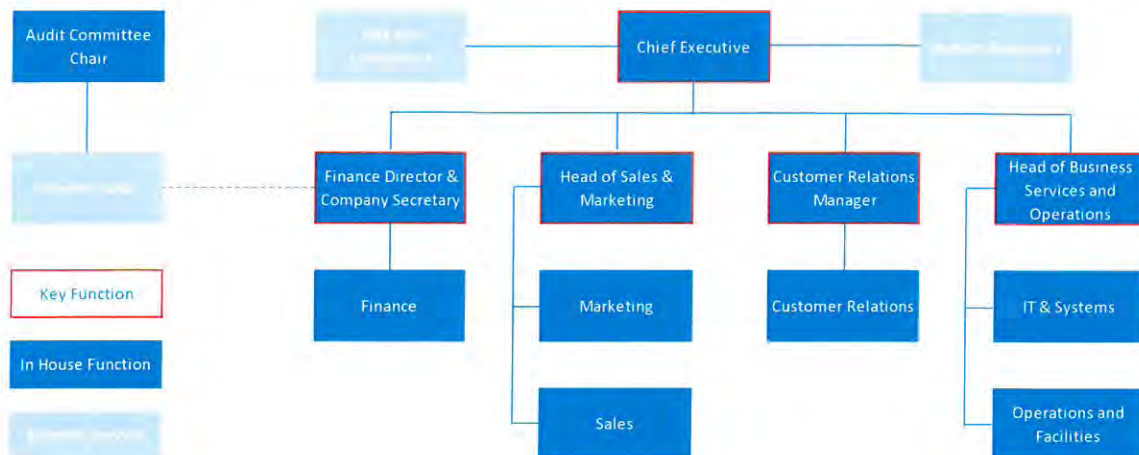 Audit Committee
Chair
Chief Executive
Finance Director &
Company Secretary
Head of Sales &
Marketing
Customer Relations
Manager
Head of Business
Services and
Operations
Key Function
Finance
Marketing
Customer Relations
IT & Systems
In House Function
Sales
Operations and
Facilities